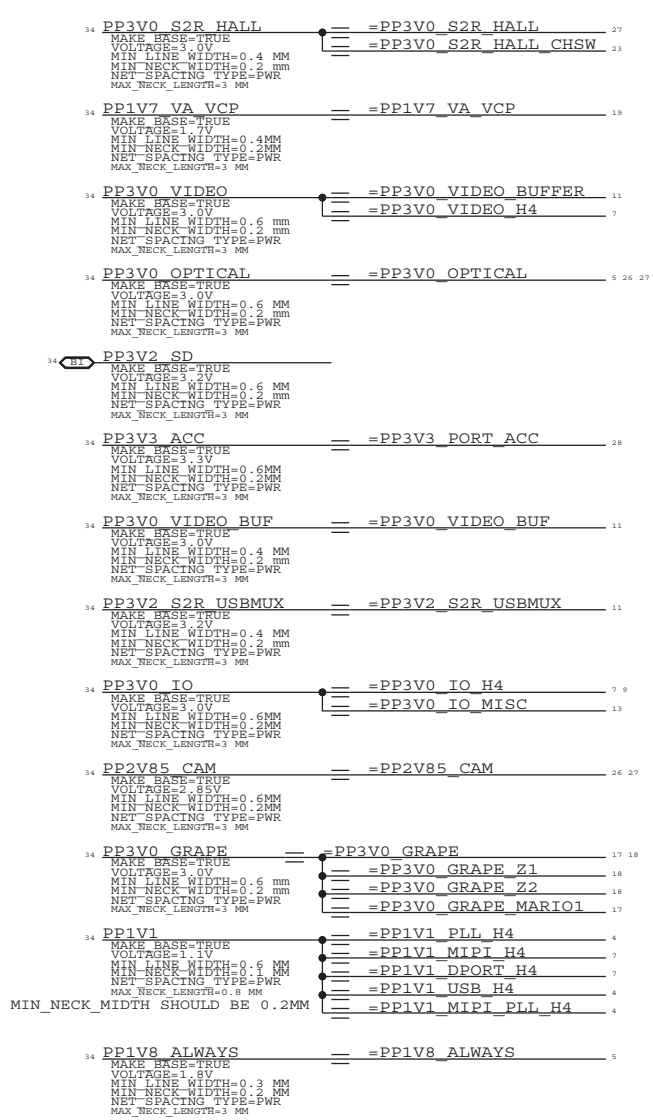 34 PP3V0_S2R_HALL =PP3V0_S2R_HALL 27
MAKE_BASE=TRUE =PP3V0_S2R_HALL_CHSW 23
VOLTAGE=3.0V
MIN_LINE_WIDTH=0.4 MM
MIN_NECK_WIDTH=0.2 mm
NET_SPACING_TYPE=PWR
MAX_NECK_LENGTH=3 MM
34 PP1V7_VA_VCP =PP1V7_VA_VCP 19
MAKE_BASE=TRUE
VOLTAGE=1.7V
MIN_LINE_WIDTH=0.4MM
MIN_NECK_WIDTH=0.2MM
NET_SPACING_TYPE=PWR
MAX_NECK_LENGTH=3 MM
34 PP3V0_VIDEO =PP3V0_VIDEO_BUFFER 11
MAKE_BASE=TRUE =PP3V0_VIDEO_H4 7
VOLTAGE=3.0V
MIN_LINE_WIDTH=0.6 mm
MIN_NECK_WIDTH=0.2 mm
NET_SPACING_TYPE=PWR
MAX_NECK_LENGTH=3 MM
34 PP3V0_OPTICAL =PP3V0_OPTICAL 5 26 27
MAKE_BASE=TRUE
VOLTAGE=3.0V
MIN_LINE_WIDTH=0.6 MM
MIN_NECK_WIDTH=0.2 mm
NET_SPACING_TYPE=PWR
MAX_NECK_LENGTH=3 MM
34 BI PP3V2_SD
MAKE_BASE=TRUE
VOLTAGE=3.2V
MIN_LINE_WIDTH=0.6 MM
MIN_NECK_WIDTH=0.2 mm
NET_SPACING_TYPE=PWR
MAX_NECK_LENGTH=3 MM
34 PP3V3_ACC =PP3V3_PORT_ACC 28
MAKE_BASE=TRUE
VOLTAGE=3.3V
MIN_LINE_WIDTH=0.6MM
MIN_NECK_WIDTH=0.2MM
NET_SPACING_TYPE=PWR
MAX_NECK_LENGTH=3 MM
34 PP3V0_VIDEO_BUF =PP3V0_VIDEO_BUF 11
MAKE_BASE=TRUE
VOLTAGE=3.0V
MIN_LINE_WIDTH=0.4 MM
MIN_NECK_WIDTH=0.2 mm
NET_SPACING_TYPE=PWR
MAX_NECK_LENGTH=3 MM
34 PP3V2_S2R_USBMUX =PP3V2_S2R_USBMUX 11
MAKE_BASE=TRUE
VOLTAGE=3.2V
MIN_LINE_WIDTH=0.4 MM
MIN_NECK_WIDTH=0.2 mm
NET_SPACING_TYPE=PWR
MAX_NECK_LENGTH=3 MM
34 PP3V0_IO =PP3V0_IO_H4 7 9
MAKE_BASE=TRUE =PP3V0_IO_MISC 13
VOLTAGE=3.0V
MIN_LINE_WIDTH=0.6MM
MIN_NECK_WIDTH=0.2MM
NET_SPACING_TYPE=PWR
MAX_NECK_LENGTH=3 MM
34 PP2V85_CAM =PP2V85_CAM 26 27
MAKE_BASE=TRUE
VOLTAGE=2.85V
MIN_LINE_WIDTH=0.6MM
MIN_NECK_WIDTH=0.2MM
NET_SPACING_TYPE=PWR
MAX_NECK_LENGTH=3 MM
34 PP3V0_GRAPE =PP3V0_GRAPE 17 18
MAKE_BASE=TRUE =PP3V0_GRAPE_Z1 18
VOLTAGE=3.0V
MIN_LINE_WIDTH=0.6 mm =PP3V0_GRAPE_Z2 18
MIN_NECK_WIDTH=0.2 mm
NET_SPACING_TYPE=PWR =PP3V0_GRAPE_MARIO1 17
MAX_NECK_LENGTH=3 MM
34 PP1V1 =PP1V1_PLL_H4 4
MAKE_BASE=TRUE =PP1V1_MIPI_H4 7
VOLTAGE=1.1V
MIN_LINE_WIDTH=0.6 MM =PP1V1_DPORT_H4 7
MIN_NECK_WIDTH=0.1 MM
NET_SPACING_TYPE=PWR =PP1V1_USB_H4 4
MAX_NECK_LENGTH=0.8 MM
MIN_NECK_MIDTH SHOULD BE 0.2MM =PP1V1_MIPI_PLL_H4 4
34 PP1V8_ALWAYS =PP1V8_ALWAYS 5
MAKE_BASE=TRUE
VOLTAGE=1.8V
MIN_LINE_WIDTH=0.3 MM
MIN_NECK_WIDTH=0.2 MM
NET_SPACING_TYPE=PWR
MAX_NECK_LENGTH=3 MM